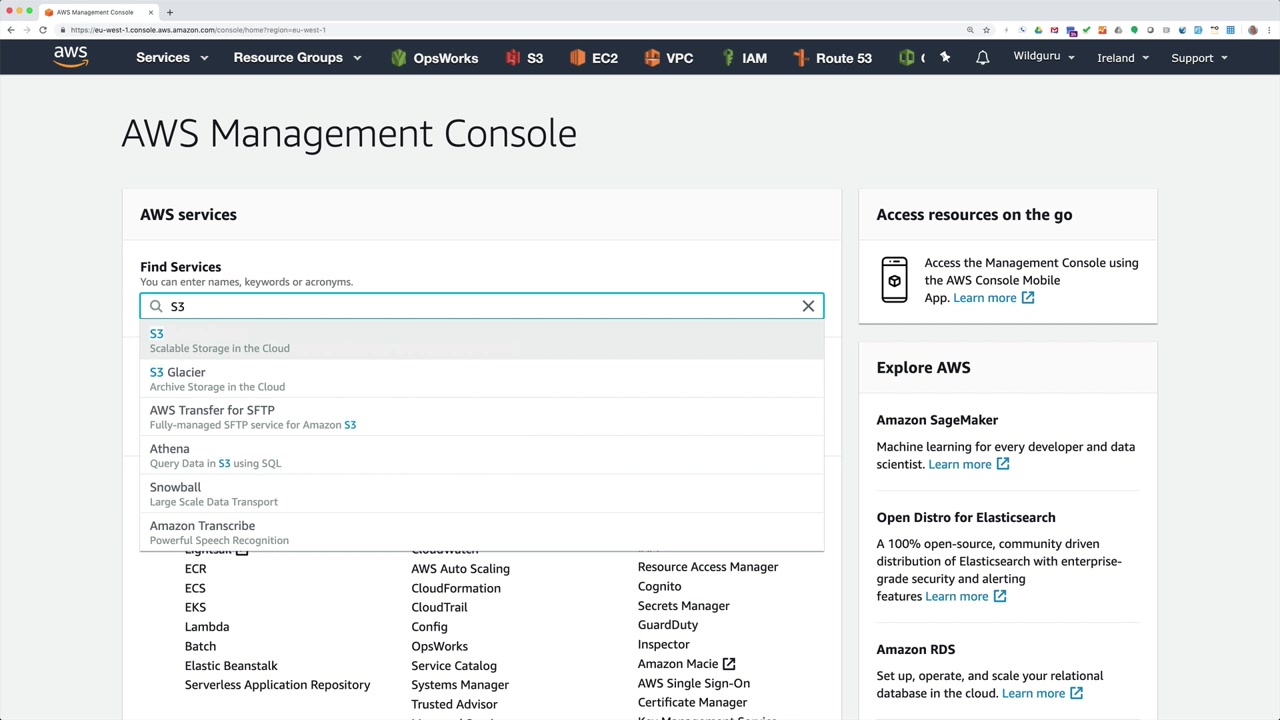 AWS Management Console
https://eu-west-1.console.aws.amazon.com/console/home?region=eu-west-1
aws
Services
Resource Groups
OpsWorks
S3
EC2
VPC
IAM
Route 53
Wildguru
Ireland
Support
AWS Management Console
AWS services
Find Services
You can enter names, keywords or acronyms.
S3
S3
Scalable Storage in the Cloud
S3 Glacier
Archive Storage in the Cloud
AWS Transfer for SFTP
Fully-managed SFTP service for Amazon S3
Athena
Query Data in S3 using SQL
Snowball
Large Scale Data Transport
Amazon Transcribe
Powerful Speech Recognition
Lightsail
ECR
ECS
EKS
Lambda
Batch
Elastic Beanstalk
Serverless Application Repository
CloudWatch
AWS Auto Scaling
CloudFormation
CloudTrail
Config
OpsWorks
Service Catalog
Systems Manager
Trusted Advisor
Resource Access Manager
Cognito
Secrets Manager
GuardDuty
Inspector
Amazon Macie
AWS Single Sign-On
Certificate Manager
Access resources on the go
Access the Management Console using
the AWS Console Mobile
App. Learn more
Explore AWS
Amazon SageMaker
Machine learning for every developer and data
scientist. Learn more
Open Distro for Elasticsearch
A 100% open-source, community driven
distribution of Elasticsearch with enterprise-
grade security and alerting
features Learn more
Amazon RDS
Set up, operate, and scale your relational
database in the cloud. Learn more